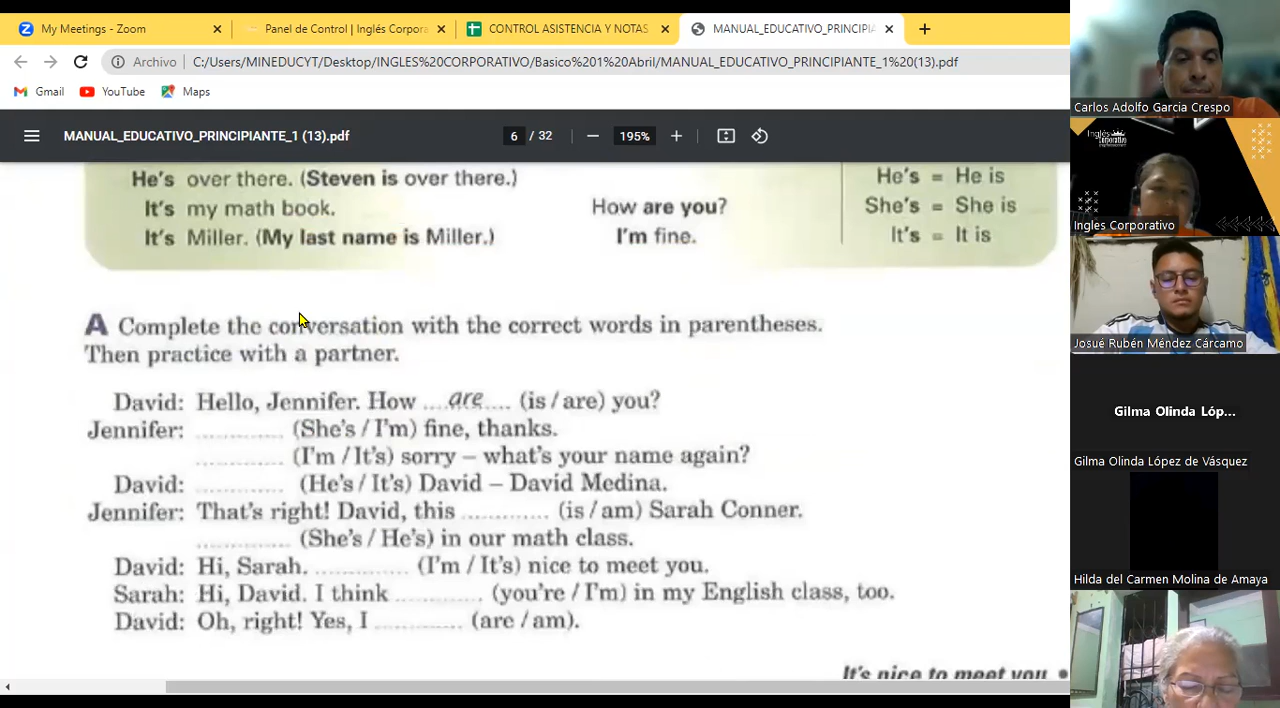 My Meetings - Zoom
Panel de Control | Inglés Corpora
CONTROL ASISTENCIA Y NOTAS
MANUAL_EDUCATIVO_PRINCIPIA
Archivo C:/Users/MINEDUCYT/Desktop/INGLES%20CORPORATIVO/Basico%201%20Abril/MANUAL_EDUCATIVO_PRINCIPIANTE_1%20(13).pdf
Gmail YouTube Maps
MANUAL_EDUCATIVO_PRINCIPIANTE_1 (13).pdf 6 / 32 195%
He's over there. (Steven is over there.) He's = He is
It's my math book. How are you? She's = She is
It's Miller. (My last name is Miller.) I'm fine. It's = It is
A Complete the conversation with the correct words in parentheses.
Then practice with a partner.
David: Hello, Jennifer. How ....are.... (is / are) you?
Jennifer: ............... (She's / I'm) fine, thanks.
............... (I'm / It's) sorry – what's your name again?
David: ............... (He's / It's) David – David Medina.
Jennifer: That's right! David, this ............... (is / am) Sarah Conner.
............... (She's / He's) in our math class.
David: Hi, Sarah. ............... (I'm / It's) nice to meet you.
Sarah: Hi, David. I think ............... (you're / I'm) in my English class, too.
David: Oh, right! Yes, I ............... (are / am).
It's nice to meet you •
Carlos Adolfo Garcia Crespo
Inglés
Corporativo
Ingles Corporativo
Josué Rubén Méndez Cárcamo
Gilma Olinda Lóp...
Gilma Olinda López de Vásquez
Hilda del Carmen Molina de Amaya